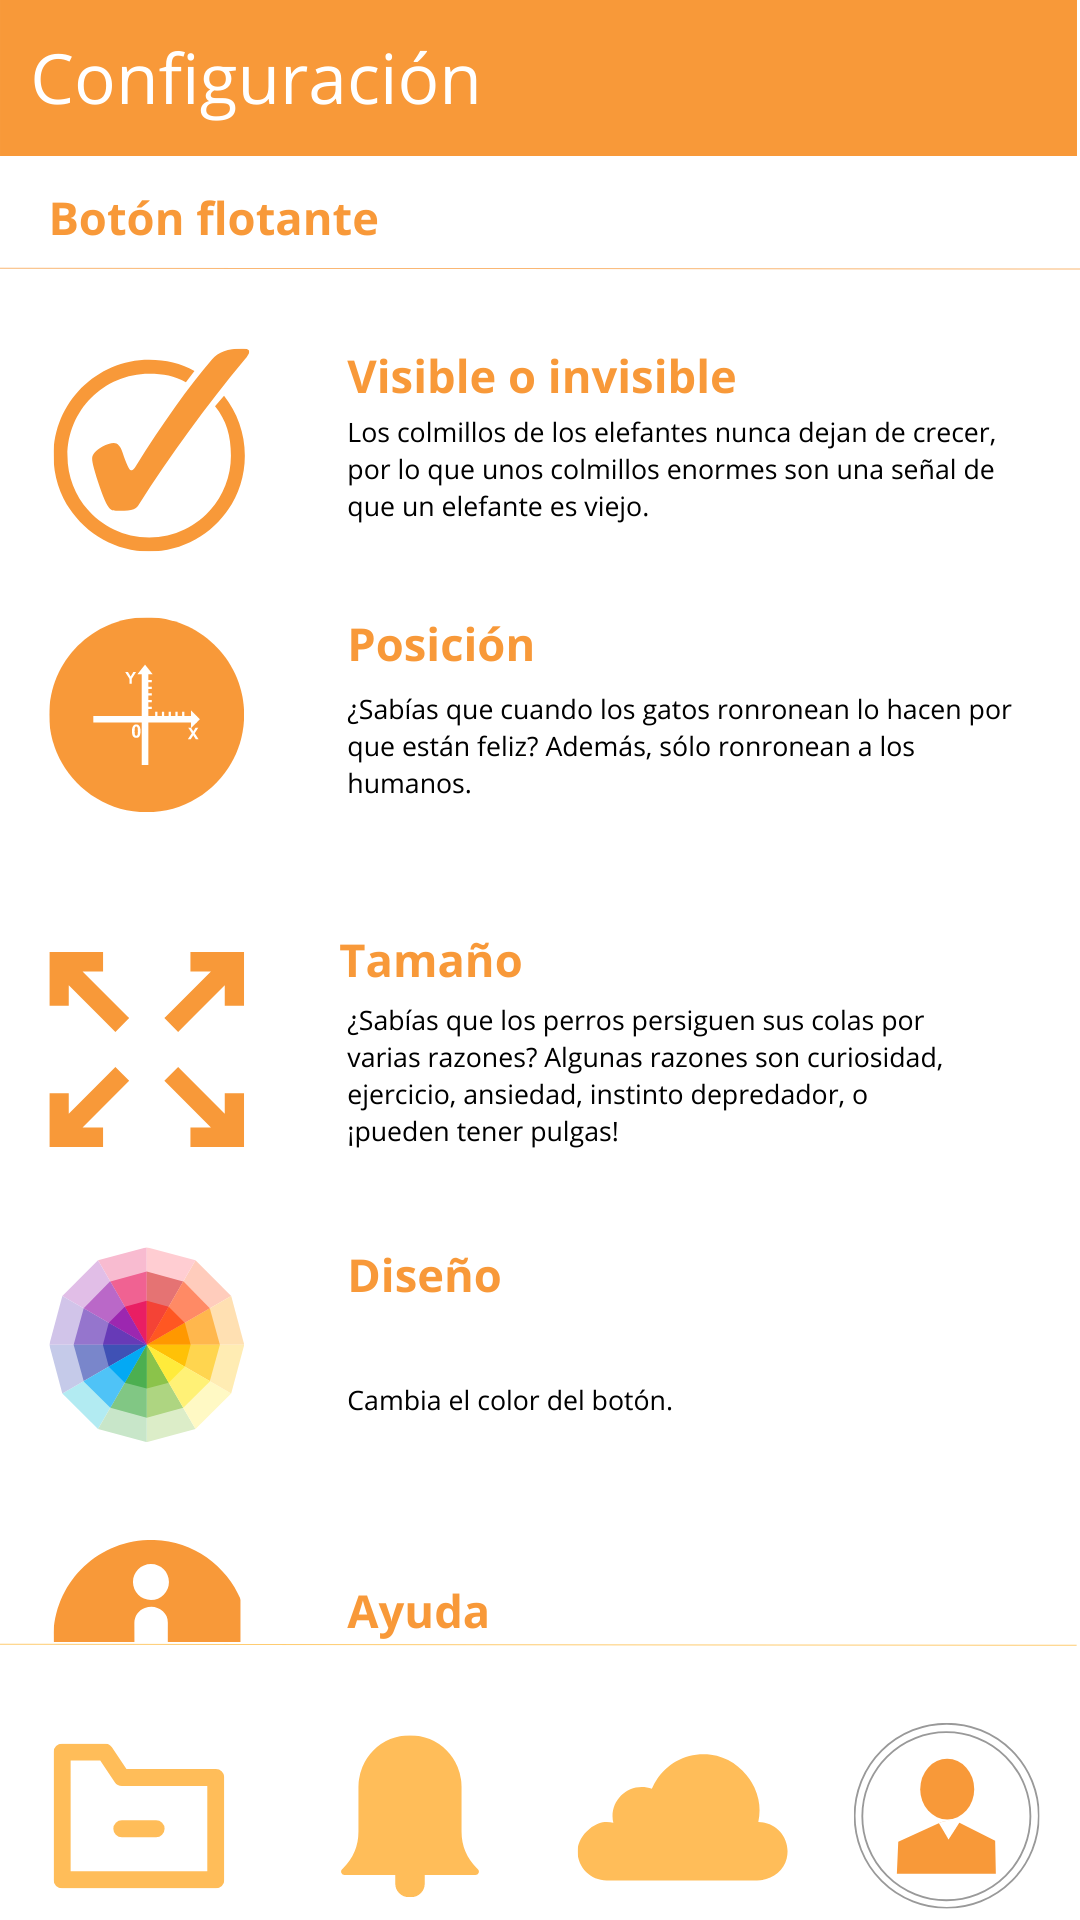 Configuración
Botón flotante
Visible o invisible
Los colmillos de los elefantes nunca dejan de crecer,
por lo que unos colmillos enormes son una señal de
que un elefante es viejo.
Y
0
X
Posición
¿Sabías que cuando los gatos ronronean lo hacen por
que están feliz? Además, sólo ronronean a los
humanos.
Tamaño
¿Sabías que los perros persiguen sus colas por
varias razones? Algunas razones son curiosidad,
ejercicio, ansiedad, instinto depredador, o
¡pueden tener pulgas!
Diseño
Cambia el color del botón.
Ayuda